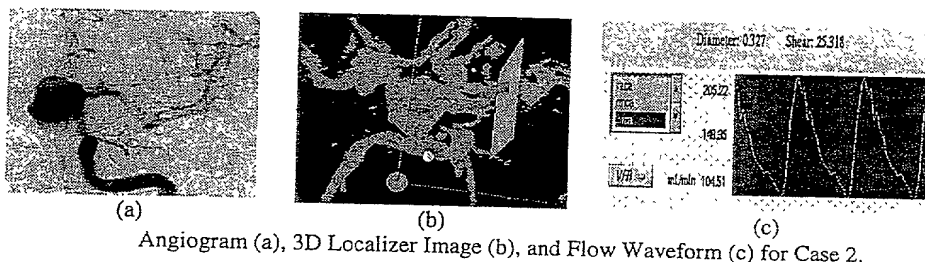 Diameter: 0.327 Shear: 25.318
205.22
148.35
VFR ml/min 104.51
(a)
(b)
(c)
Angiogram (a), 3D Localizer Image (b), and Flow Waveform (c) for Case 2.